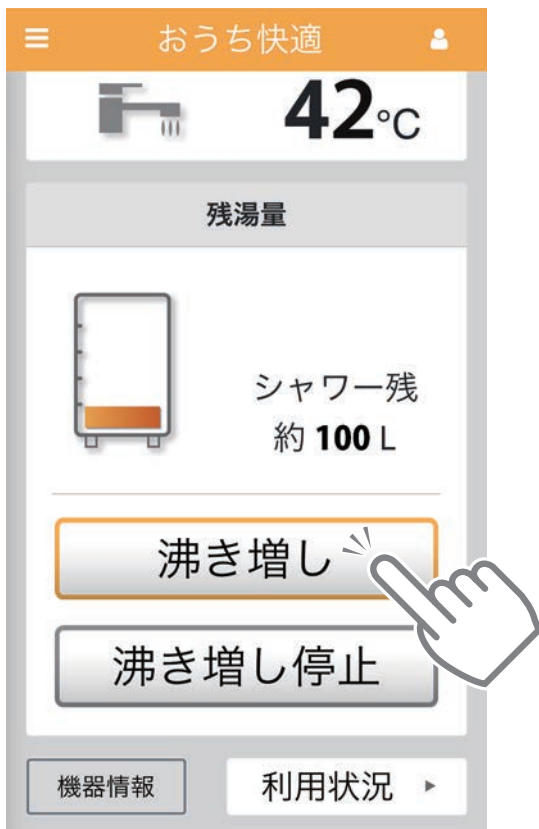 おうち快適
42°C
残湯量
シャワー残
約 100 L
沸き増し
沸き増し停止
機器情報
利用状況